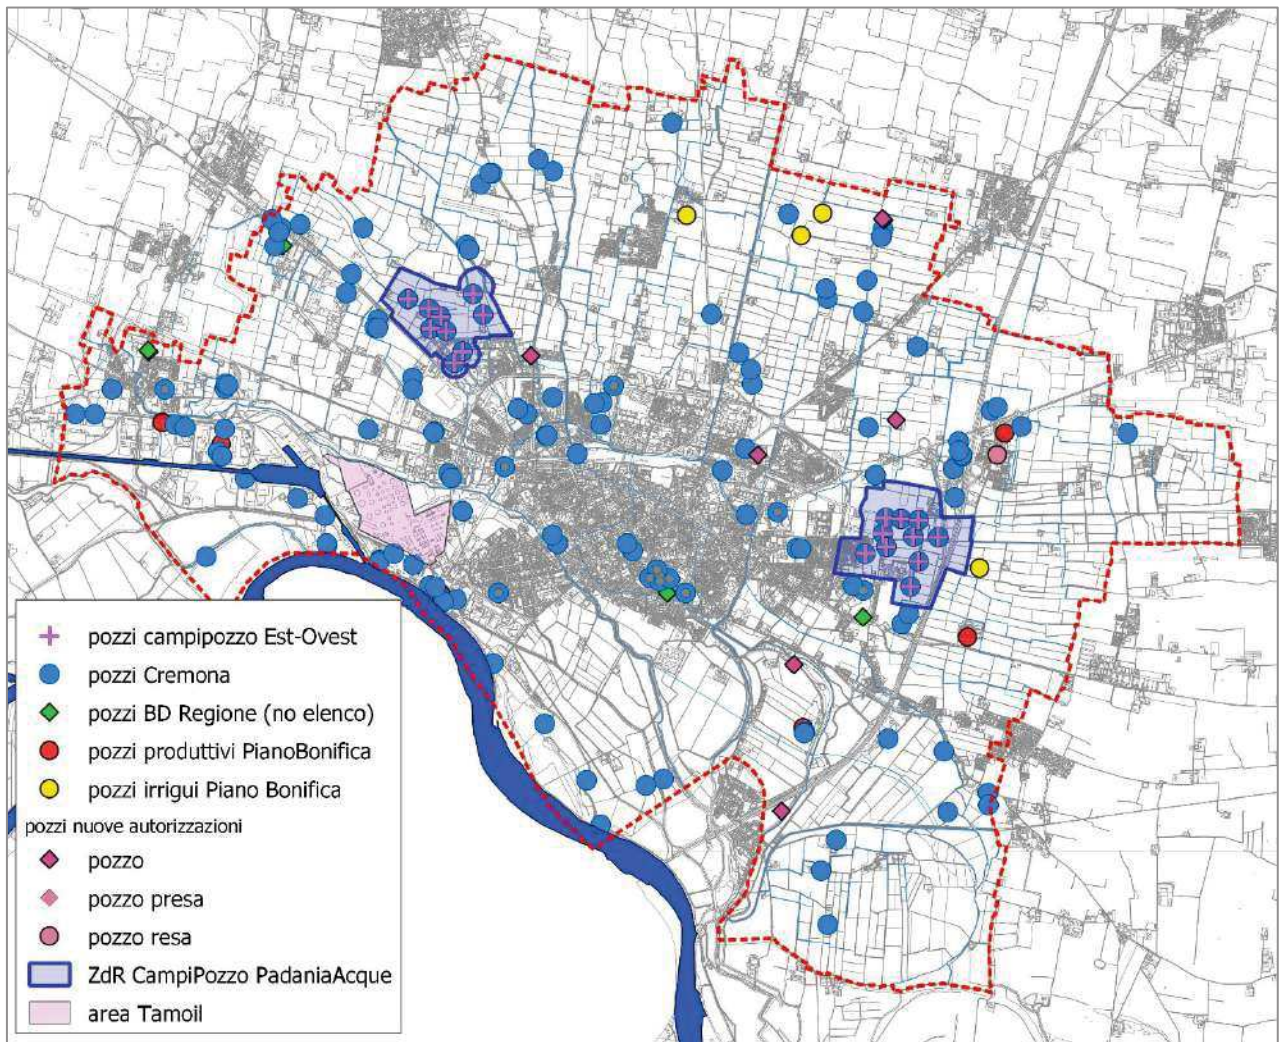 pozzi campipozzo Est-Ovest
pozzi Cremona
pozzi BD Regione (no elenco)
pozzi produttivi PianoBonifica
pozzi irrigui Piano Bonifica
pozzi nuove autorizzazioni
pozzo
pozzo presa
pozzo resa
ZdR CampiPozzo PadaniaAcque
area Tamoil